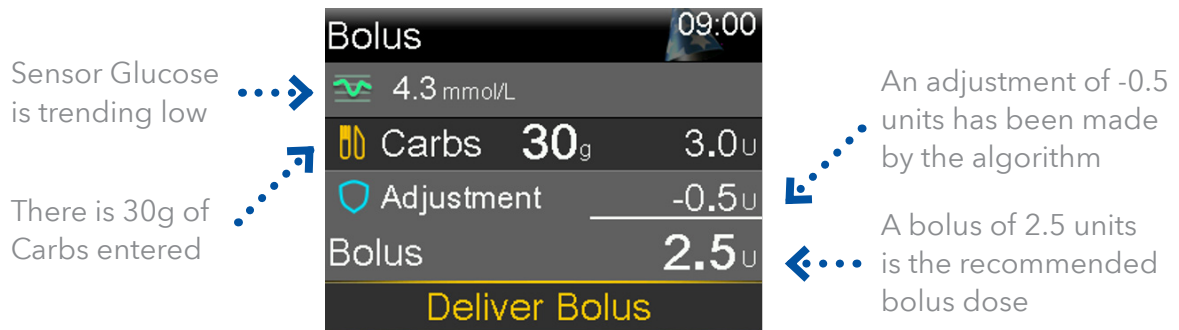 Bolus
09:00
4.3 mmol/L
Carbs 30g 3.0U
Adjustment -0.5U
Bolus 2.5U
Deliver Bolus
Sensor Glucose
is trending low
There is 30g of
Carbs entered
An adjustment of -0.5
units has been made
by the algorithm
A bolus of 2.5 units
is the recommended
bolus dose